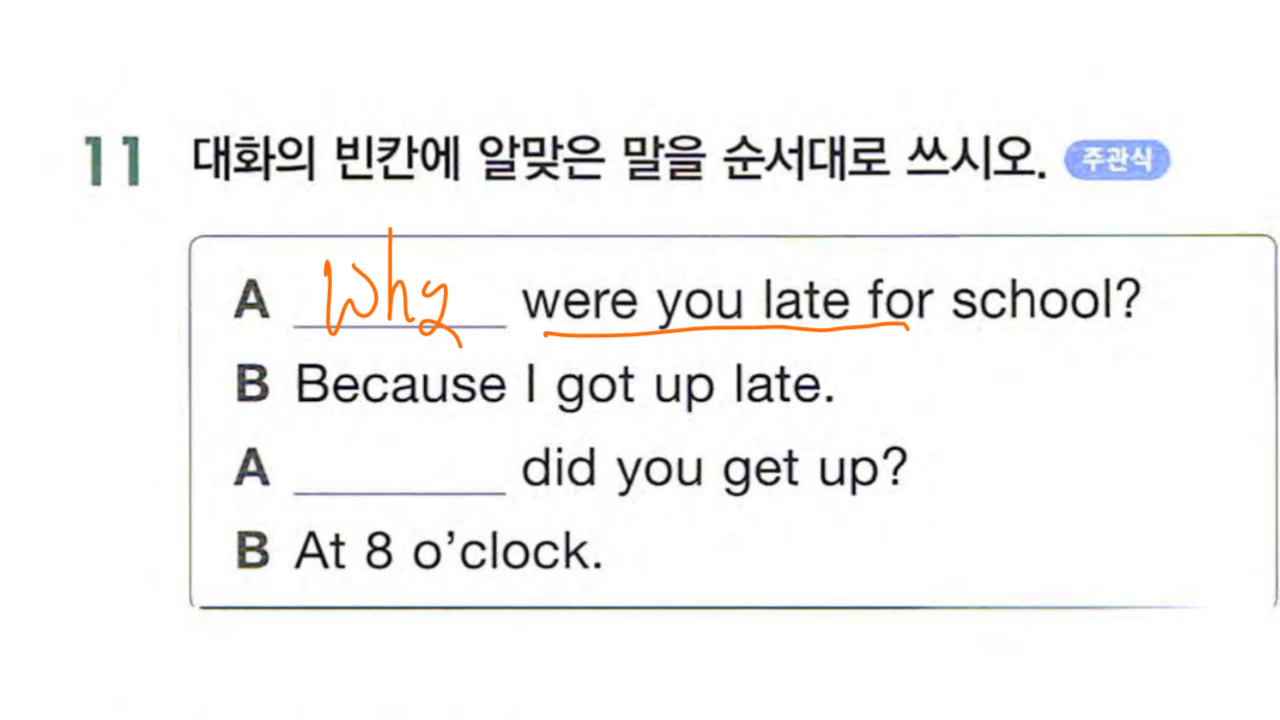 11 대화의 빈칸에 알맞은 말을 순서대로 쓰시오. 주관식
A Why were you late for school?
B Because I got up late.
A ________ did you get up?
B At 8 o'clock.